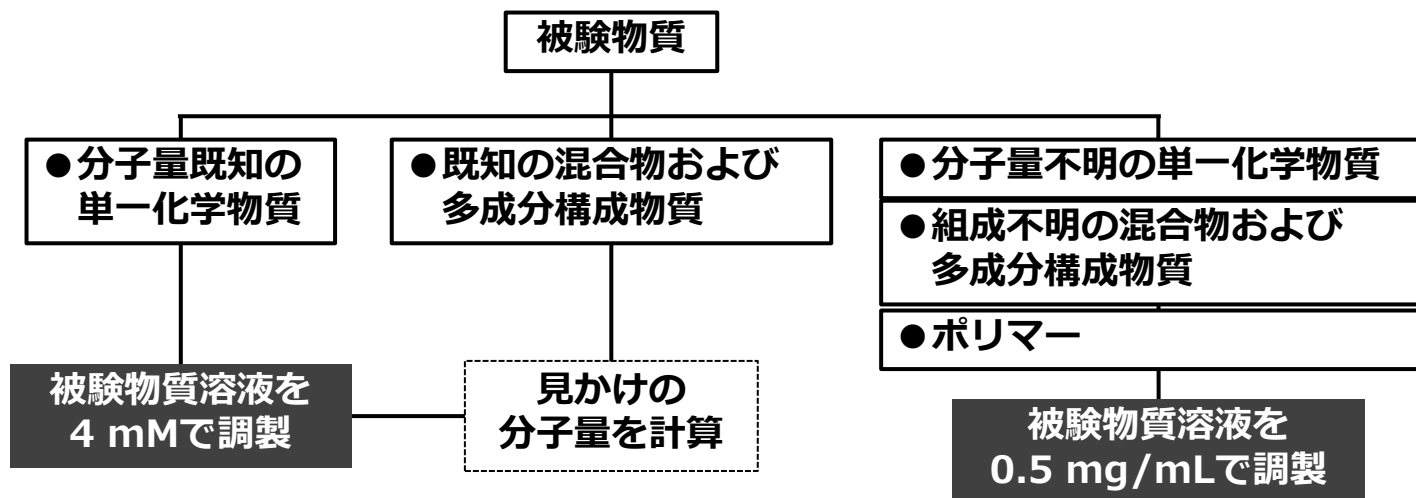 被験物質
●分子量既知の
単一化学物質
●既知の混合物および
多成分構成物質
●分子量不明の単一化学物質
●組成不明の混合物および
多成分構成物質
●ポリマー
被験物質溶液を
4 mMで調製
見かけの
分子量を計算
被験物質溶液を
0.5 mg/mLで調製